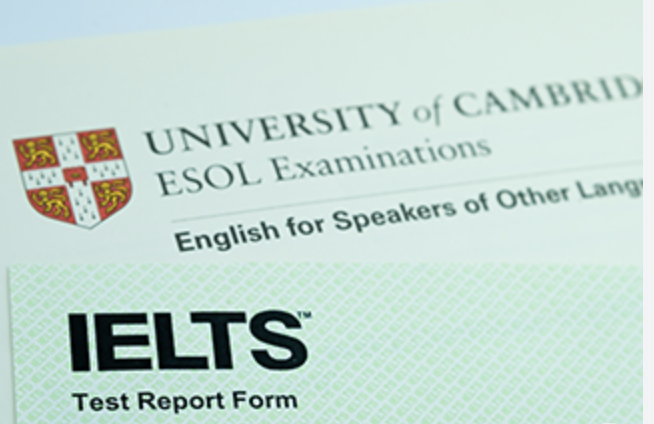 UNIVERSITY of CAMBRID
ESOL Examinations
English for Speakers of Other Lang
IELTS™
Test Report Form